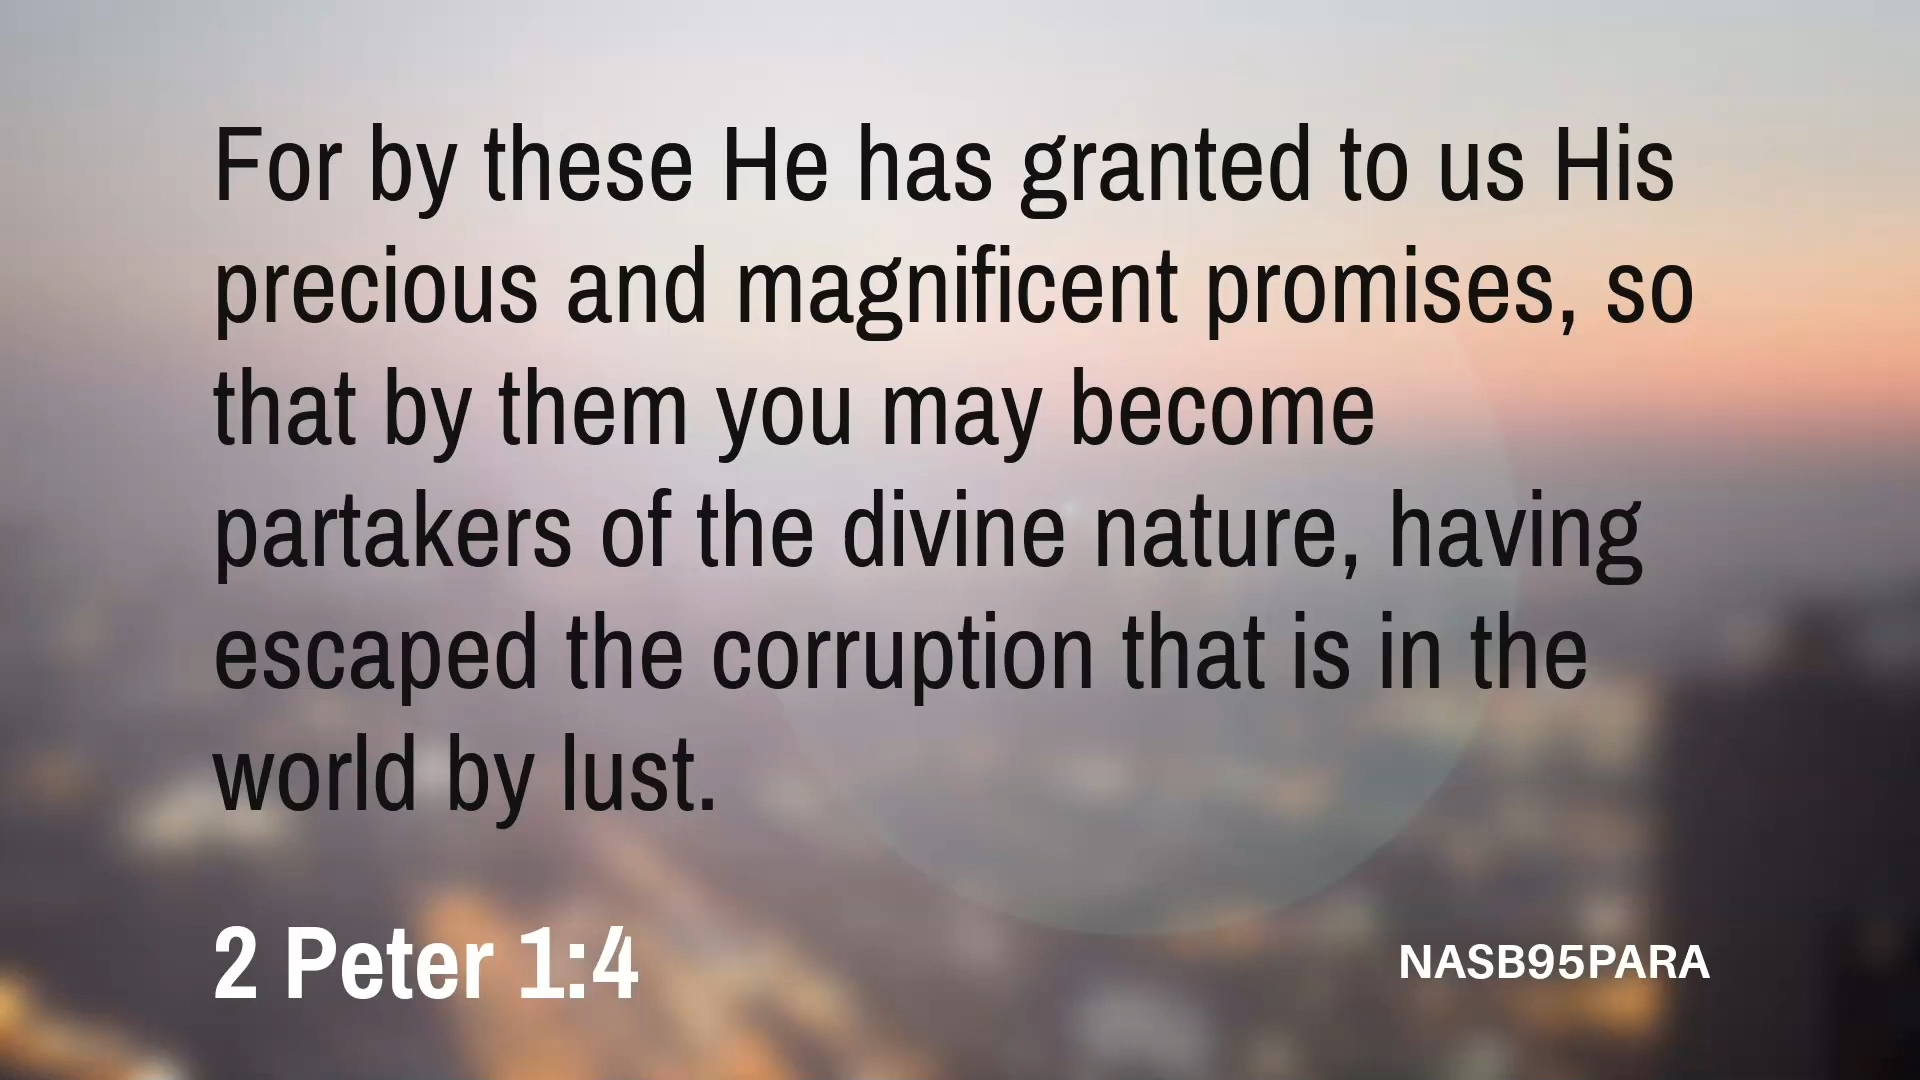 For by these He has granted to us His
precious and magnificent promises, so
that by them you may become
partakers of the divine nature, having
escaped the corruption that is in the
world by lust.
2 Peter 1:4
NASB95PARA